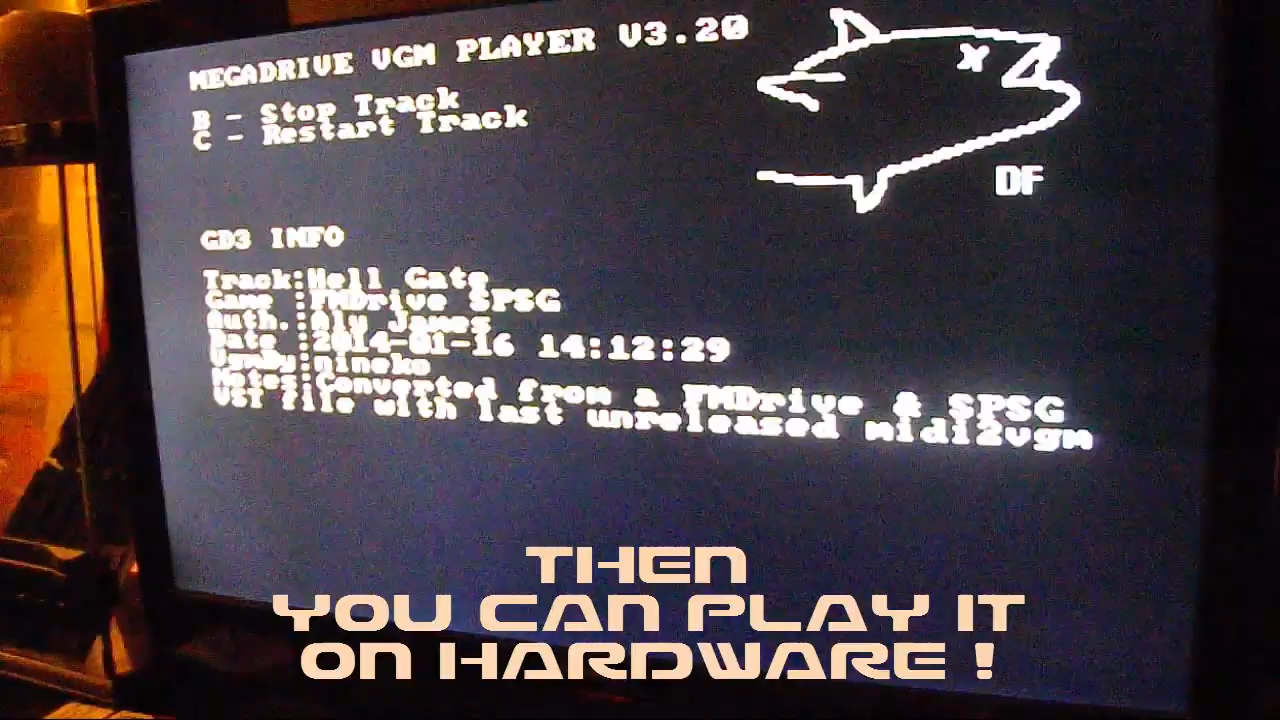 MEGADRIVE VGM PLAYER V3.20
B - Stop Track
C - Restart Track
DF
GD3 INFO
Track:Hell Gate
Game :FMDrive SPSG
Auth.:Aly James
Date :2014-01-16 14:12:29
VgmBy:nineko
Notes:Converted from a FMDrive & SPSG
VST file with last unreleased midi2vgm
THEN
YOU CAN PLAY IT
ON HARDWARE !